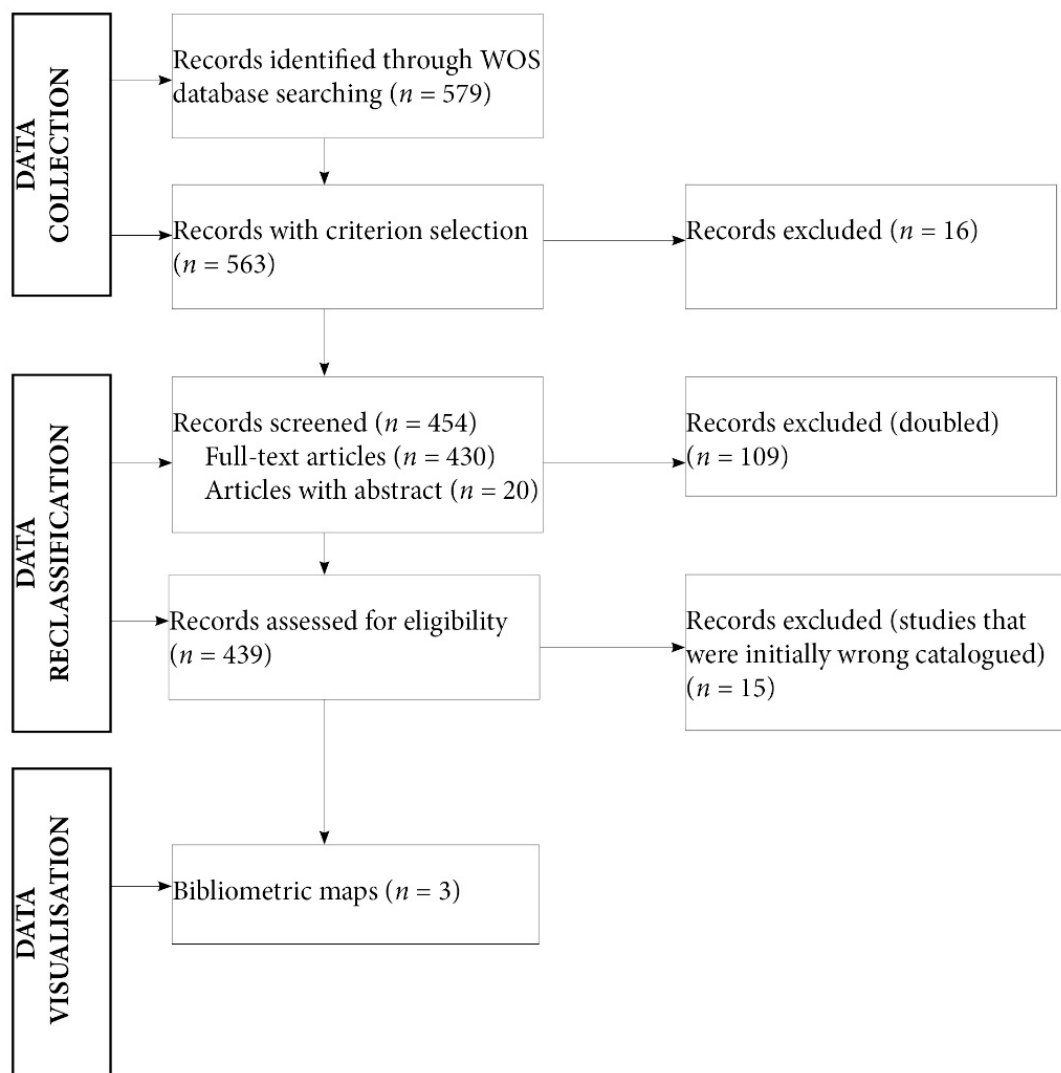 DATA
COLLECTION
Records identified through WOS
database searching (n = 579)
Records with criterion selection
(n = 563)
Records excluded (n = 16)
DATA
RECLASSIFICATION
Records screened (n = 454)
Full-text articles (n = 430)
Articles with abstract (n = 20)
Records excluded (doubled)
(n = 109)
Records assessed for eligibility
(n = 439)
Records excluded (studies that
were initially wrong catalogued)
(n = 15)
DATA
VISUALISATION
Bibliometric maps (n = 3)